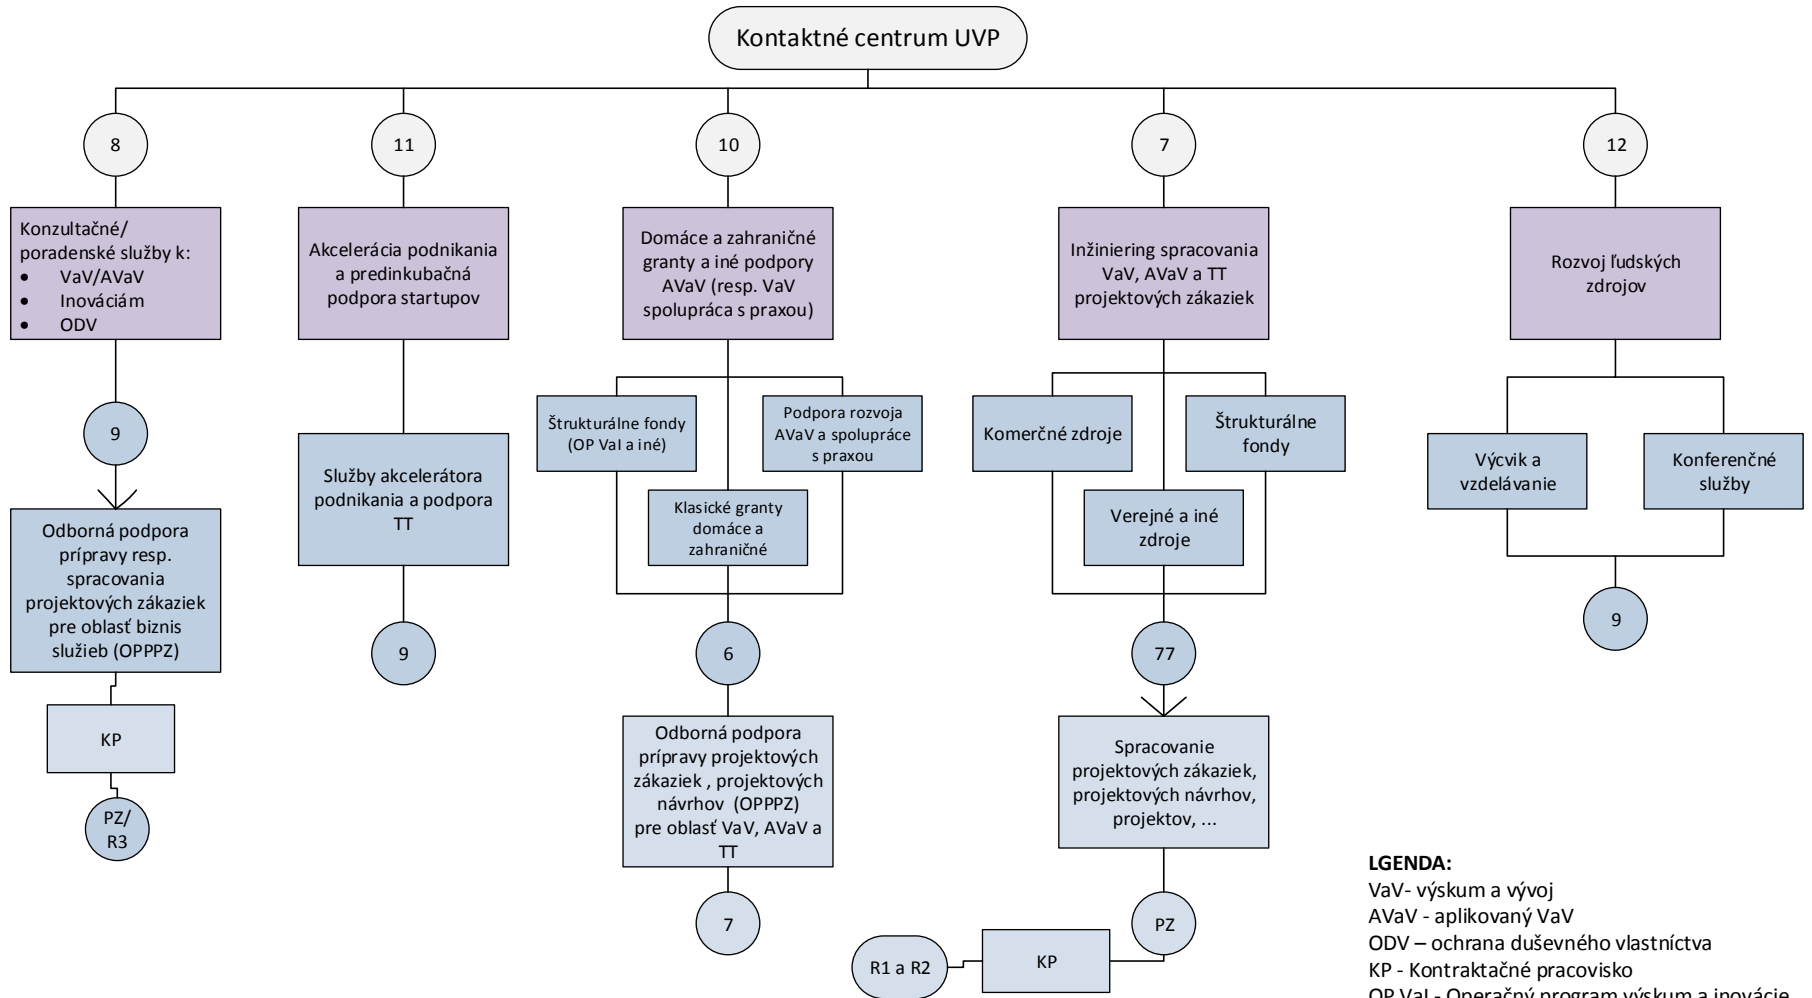 Kontaktné centrum UVP
8
11
10
7
12
Konzultačné/
poradenské služby k:
• VaV/AVaV
• Inováciám
• ODV
Akcelerácia podnikania
a predinkubačná
podpora startupov
Domáce a zahraničné
granty a iné podpory
AVaV (resp. VaV
spolupráca s praxou)
Inžiniering spracovania
VaV, AVaV a TT
projektových zákaziek
Rozvoj ľudských
zdrojov
9
Štrukturálne fondy
(OP VaI a iné)
Podpora rozvoja
AVaV a spolupráce
s praxou
Komerčné zdroje
Štrukturálne
fondy
Služby akcelerátora
podnikania a podpora
TT
Klasické granty
domáce a
zahraničné
Verejné a iné
zdroje
Výcvik a
vzdelávanie
Konferenčné
služby
Odborná podpora
prípravy resp.
spracovania
projektových zákaziek
pre oblasť biznis
služieb (OPPPZ)
9
6
77
9
KP
PZ/
R3
Odborná podpora
prípravy projektových
zákaziek , projektových
návrhov (OPPPZ)
pre oblasť VaV, AVaV a
TT
Spracovanie
projektových zákaziek,
projektových návrhov,
projektov, ...
7
PZ
KP
R1 a R2
LGENDA:
VaV- výskum a vývoj
AVaV - aplikovaný VaV
ODV – ochrana duševného vlastníctva
KP - Kontraktačné pracovisko
OP VaI - Operačný program výskum a inovácie